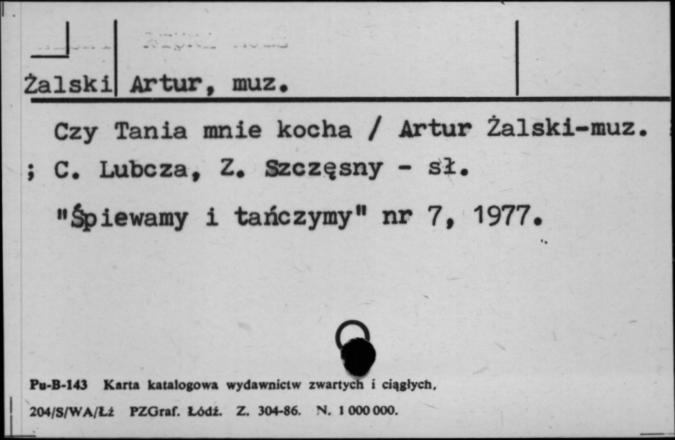 Żalski Artur, muz.
Czy Tania mnie kocha / Artur Żalski-muz.
; C. Lubcza, Z. Szczęsny - sł.
"Śpiewamy i tańczymy" nr 7, 1977.
Pu-B-143 Karta katalogowa wydawnictw zwartych i ciągłych.
204/S/WA/Łż PZGraf. Łódź. Z. 304-86. N. 1 000 000.